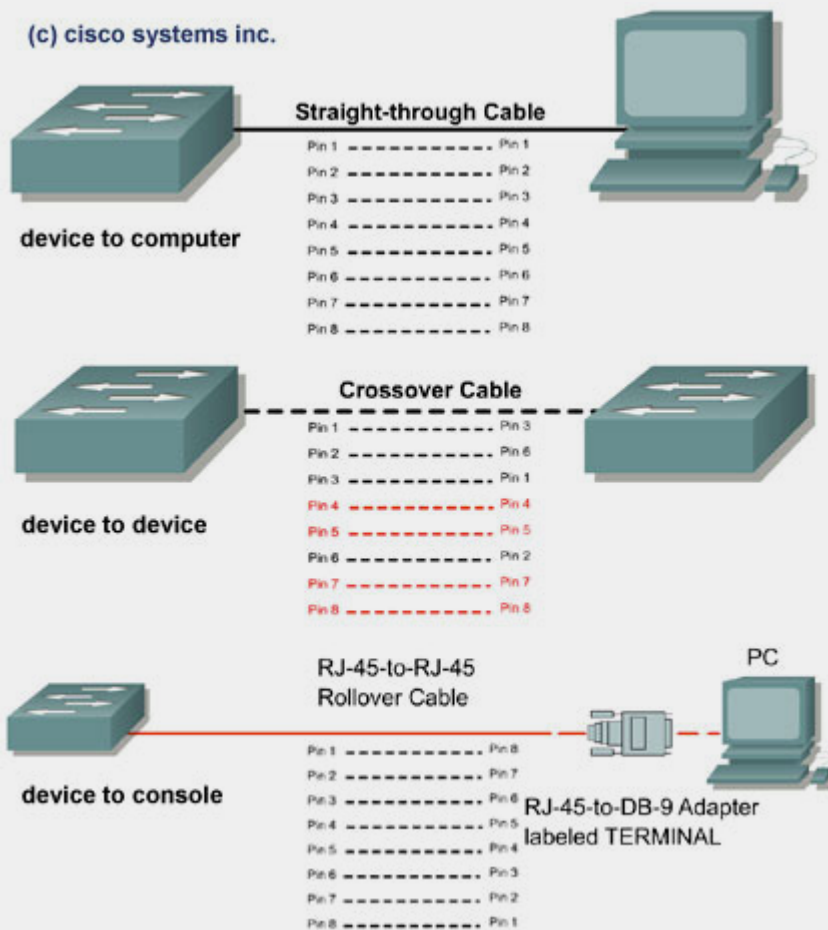 (c) cisco systems inc.
Straight-through Cable
Pin 1 Pin 1
Pin 2 Pin 2
Pin 3 Pin 3
Pin 4 Pin 4
Pin 5 Pin 5
Pin 6 Pin 6
Pin 7 Pin 7
Pin 8 Pin 8
device to computer
Crossover Cable
Pin 1 Pin 3
Pin 2 Pin 6
Pin 3 Pin 1
Pin 4 Pin 4
Pin 5 Pin 5
Pin 6 Pin 2
Pin 7 Pin 7
Pin 8 Pin 8
device to device
RJ-45-to-RJ-45
Rollover Cable
PC
Pin 1 Pin 8
Pin 2 Pin 7
Pin 3 Pin 6
Pin 4 Pin 5
Pin 5 Pin 4
Pin 6 Pin 3
Pin 7 Pin 2
Pin 8 Pin 1
device to console
RJ-45-to-DB-9 Adapter
labeled TERMINAL